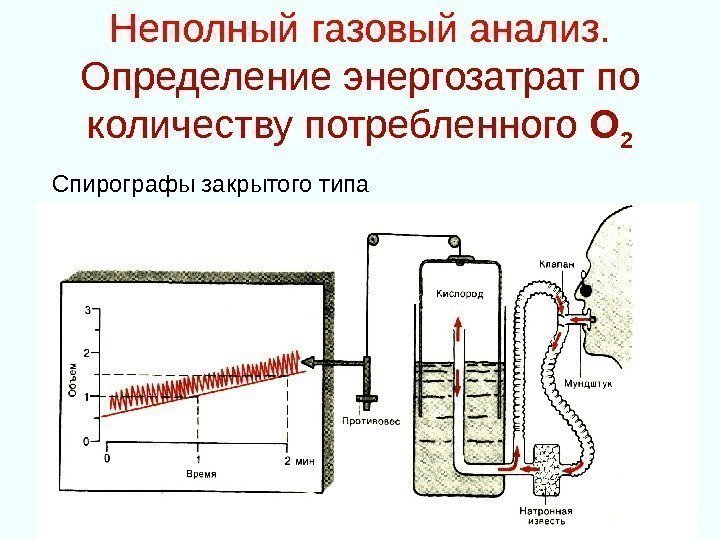 Неполный газовый анализ.
Определение энергозатрат по
количеству потребленного О2
Спирографы закрытого типа
Клапан
Кислород
3
2
1
0
Объем
Мундштук
Противовес
0 1 2 мин
Время
Натронная
известь